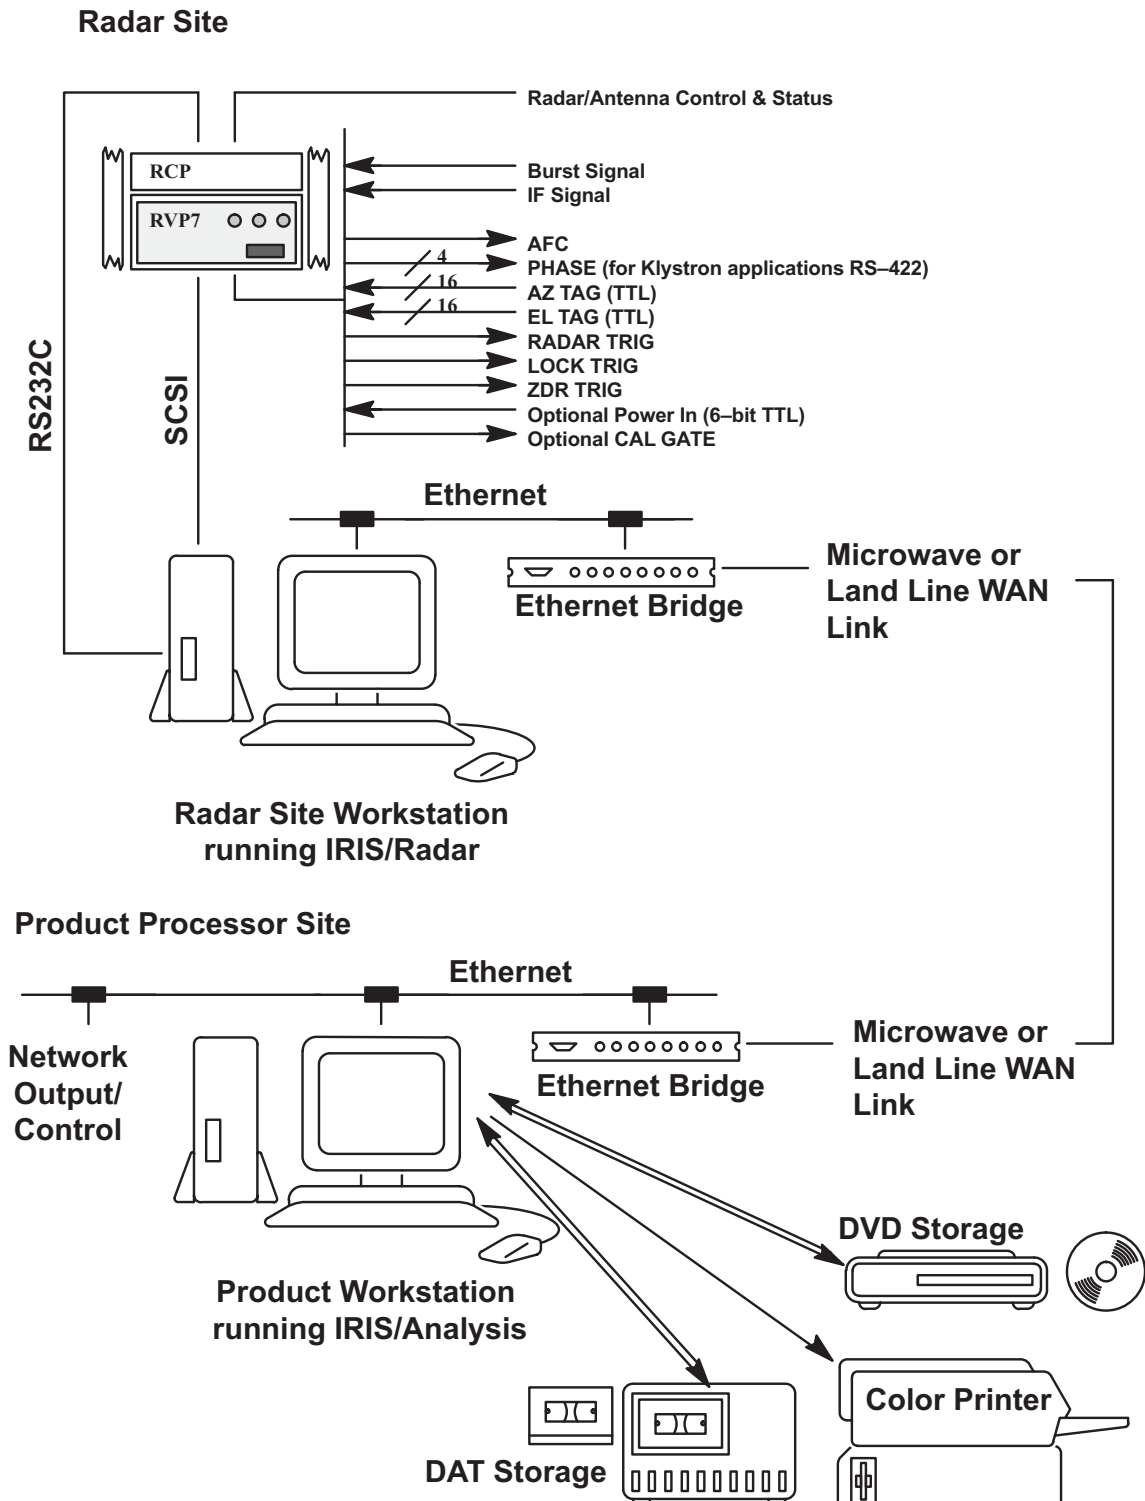 Radar Site
Radar/Antenna Control & Status
RCP
RVP7
Burst Signal
IF Signal
AFC
4
PHASE (for Klystron applications RS–422)
16
AZ TAG (TTL)
16
EL TAG (TTL)
RADAR TRIG
LOCK TRIG
ZDR TRIG
Optional Power In (6–bit TTL)
Optional CAL GATE
RS232C
SCSI
Ethernet
Ethernet Bridge
Microwave or
Land Line WAN
Link
Radar Site Workstation
running IRIS/Radar
Product Processor Site
Ethernet
Network
Output/
Control
Ethernet Bridge
Microwave or
Land Line WAN
Link
Product Workstation
running IRIS/Analysis
DVD Storage
Color Printer
DAT Storage